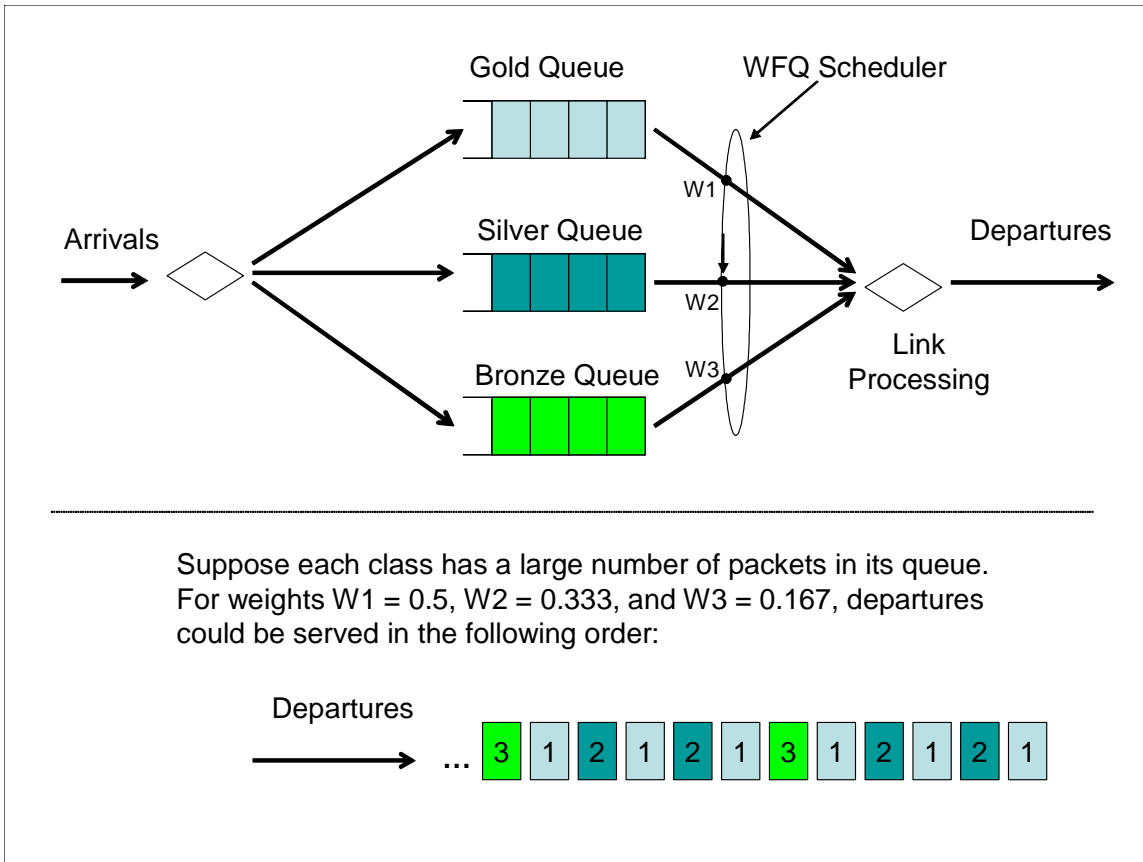 Gold Queue
WFQ Scheduler
W1
Arrivals
Silver Queue
Departures
W2
Link
Processing
W3
Bronze Queue
Suppose each class has a large number of packets in its queue.
For weights W1 = 0.5, W2 = 0.333, and W3 = 0.167, departures
could be served in the following order:
Departures
... 3 1 2 1 2 1 3 1 2 1 2 1